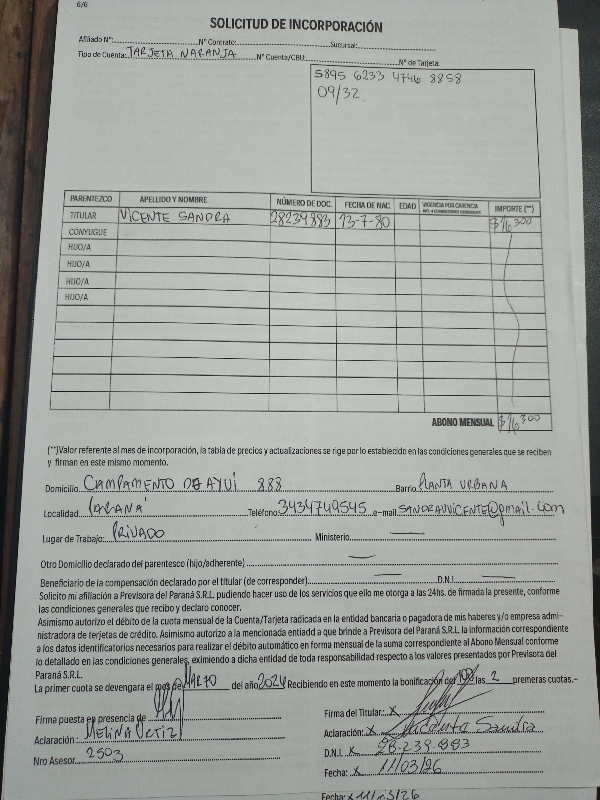 6/6
SOLICITUD DE INCORPORACIÓN
Afiliado N°: N° Contrato: Sucursal:
Tipo de Cuenta: TARJETA NARANJA N° Cuenta/CBU: N° de Tarjeta:
5895 6233 4746 8858
09/32.
PARENTEZCO APELLIDO Y NOMBRE NÚMERO DE DOC. FECHA DE NAC. EDAD VIGENCIA POR CARENCIA ART. 4 CONDICIONES GENERALES IMPORTE (**)
TITULAR VICENTE SANDRA 28239883 13-7-80 $16300
CÓNYUGUE
HIJO/A
HIJO/A
HIJO/A
HIJO/A
ABONO MENSUAL $16300
(**)Valor referente al mes de incorporación, la tabla de precios y actualizaciones se rige por lo establecido en las condiciones generales que se reciben
y firman en este mismo momento.
Domicilio CAMPAMENTO DE AYUI 888 Barrio PLANTA URBANA
Localidad PARANÁ Teléfono 3434749545 e-mail SANDRAVVICENTE@gmail.com
Lugar de Trabajo: PRIVADO Ministerio
Otro Domicilio declarado del parentesco (hijo/adherente)
Beneficiario de la compensación declarado por el titular (de corresponder) D.N.I.
Solicito mi afiliación a Previsora del Paraná S.R.L. pudiendo hacer uso de los servicios que ello me otorga a las 24hs. de firmada la presente, conforme
las condiciones generales que recibo y declaro conocer.
Asimismo autorizo el débito de la cuota mensual de la Cuenta/Tarjeta radicada en la entidad bancaria o pagadora de mis haberes y/o empresa admi-
nistradora de terjetas de crédito. Asimismo autorizo a la mencionada entiadd a que brinde a Previsora del Paraná S.R.L. la información correspondiente
a los datos identificatorios necesarios para realizar el débito automático en forma mensual de la suma correspondiente al Abono Mensual conforme
lo detallado en las condiciones generales, eximiendo a dicha entidad de toda responsabilidad respecto a los valores presentados por Previsora del
Paraná S.R.L.
La primer cuota se devengara el mes de MARZO del año 2026 Recibiendo en este momento la bonificación del las 2 premeras cuotas.-
Firma puesta en presencia de
Firma del Titular: X
Aclaración : MELINA ORTIZ
Aclaración: X Vicente Sandra
Nro Asesor 2503
D.N.I. X 28-239.883
Fecha: X 11/03/26
Fecha: X 11/03/26